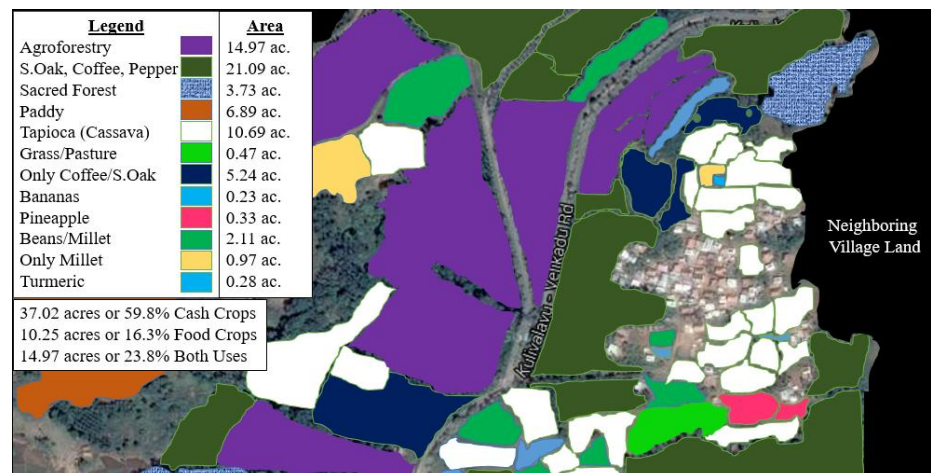 Legend Area
Agroforestry 14.97 ac.
S.Oak, Coffee, Pepper 21.09 ac.
Sacred Forest 3.73 ac.
Paddy 6.89 ac.
Tapioca (Cassava) 10.69 ac.
Grass/Pasture 0.47 ac.
Only Coffee/S.Oak 5.24 ac.
Bananas 0.23 ac.
Pineapple 0.33 ac.
Beans/Millet 2.11 ac.
Only Millet 0.97 ac.
Turmeric 0.28 ac.
37.02 acres or 59.8% Cash Crops
10.25 acres or 16.3% Food Crops
14.97 acres or 23.8% Both Uses
Kolivalavu - Velikadu Rd
Neighboring
Village Land